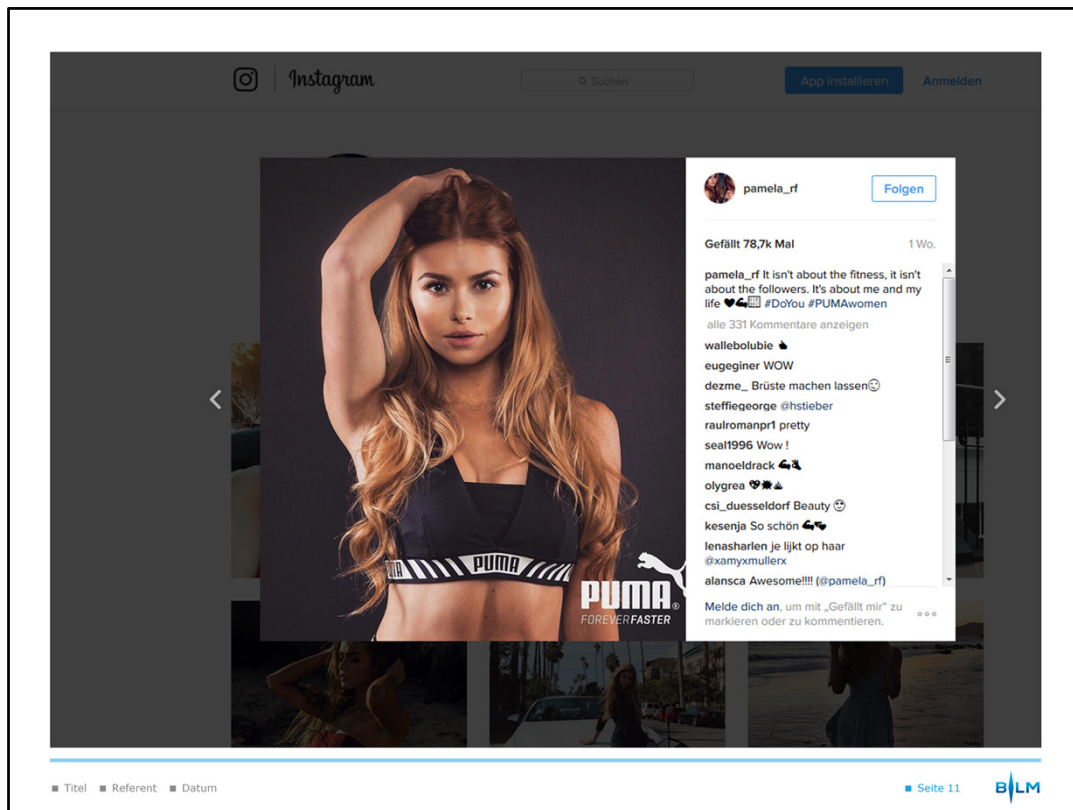 Instagram
Suchen
App installieren
Anmelden
pamela_rf
Folgen
Gefällt 78,7k Mal
1 Wo.
pamela_rf It isn't about the fitness, it isn't
about the followers. It's about me and my
life #DoYou #PUMAwomen
alle 331 Kommentare anzeigen
wallebolubie
eugeginer WOW
dezme_ Brüste machen lassen
steffiegeorge @hstieber
raulromanpr1 pretty
seal1996 Wow !
manoeldrack
olygrea
csi_duesseldorf Beauty
kesenja So schön
lenasharlen je lijkt op haar
@xamyxmullerx
alansca Awesome!!!! (@pamela_rf)
Melde dich an, um mit „Gefällt mir" zu
markieren oder zu kommentieren.
PUMA
PUMA®
FOREVER FASTER
Titel
Referent
Datum
Seite 11
BLM